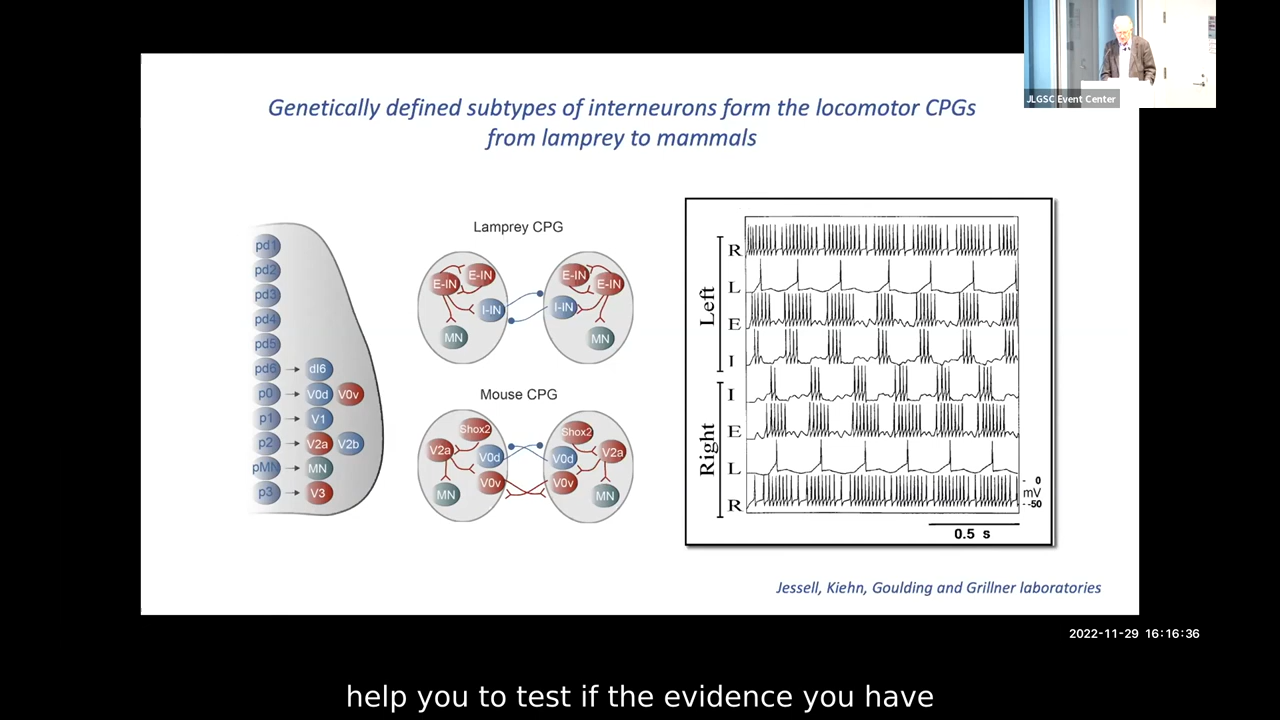 JLGSC Event Center
Genetically defined subtypes of interneurons form the locomotor CPGs
from lamprey to mammals
pd1
pd2
pd3
pd4
pd5
pd6 dI6
p0 V0d V0v
p1 V1
p2 V2a V2b
pMN MN
p3 V3
Lamprey CPG
E-IN E-IN I-IN MN
E-IN E-IN I-IN MN
Mouse CPG
Shox2 V2a V0d V0v MN
Shox2 V2a V0d V0v MN
Left
R
L
E
I
Right
I
E
L
R
0
mV
-50
0.5 s
Jessell, Kiehn, Goulding and Grillner laboratories
2022-11-29 16:16:36
help you to test if the evidence you have